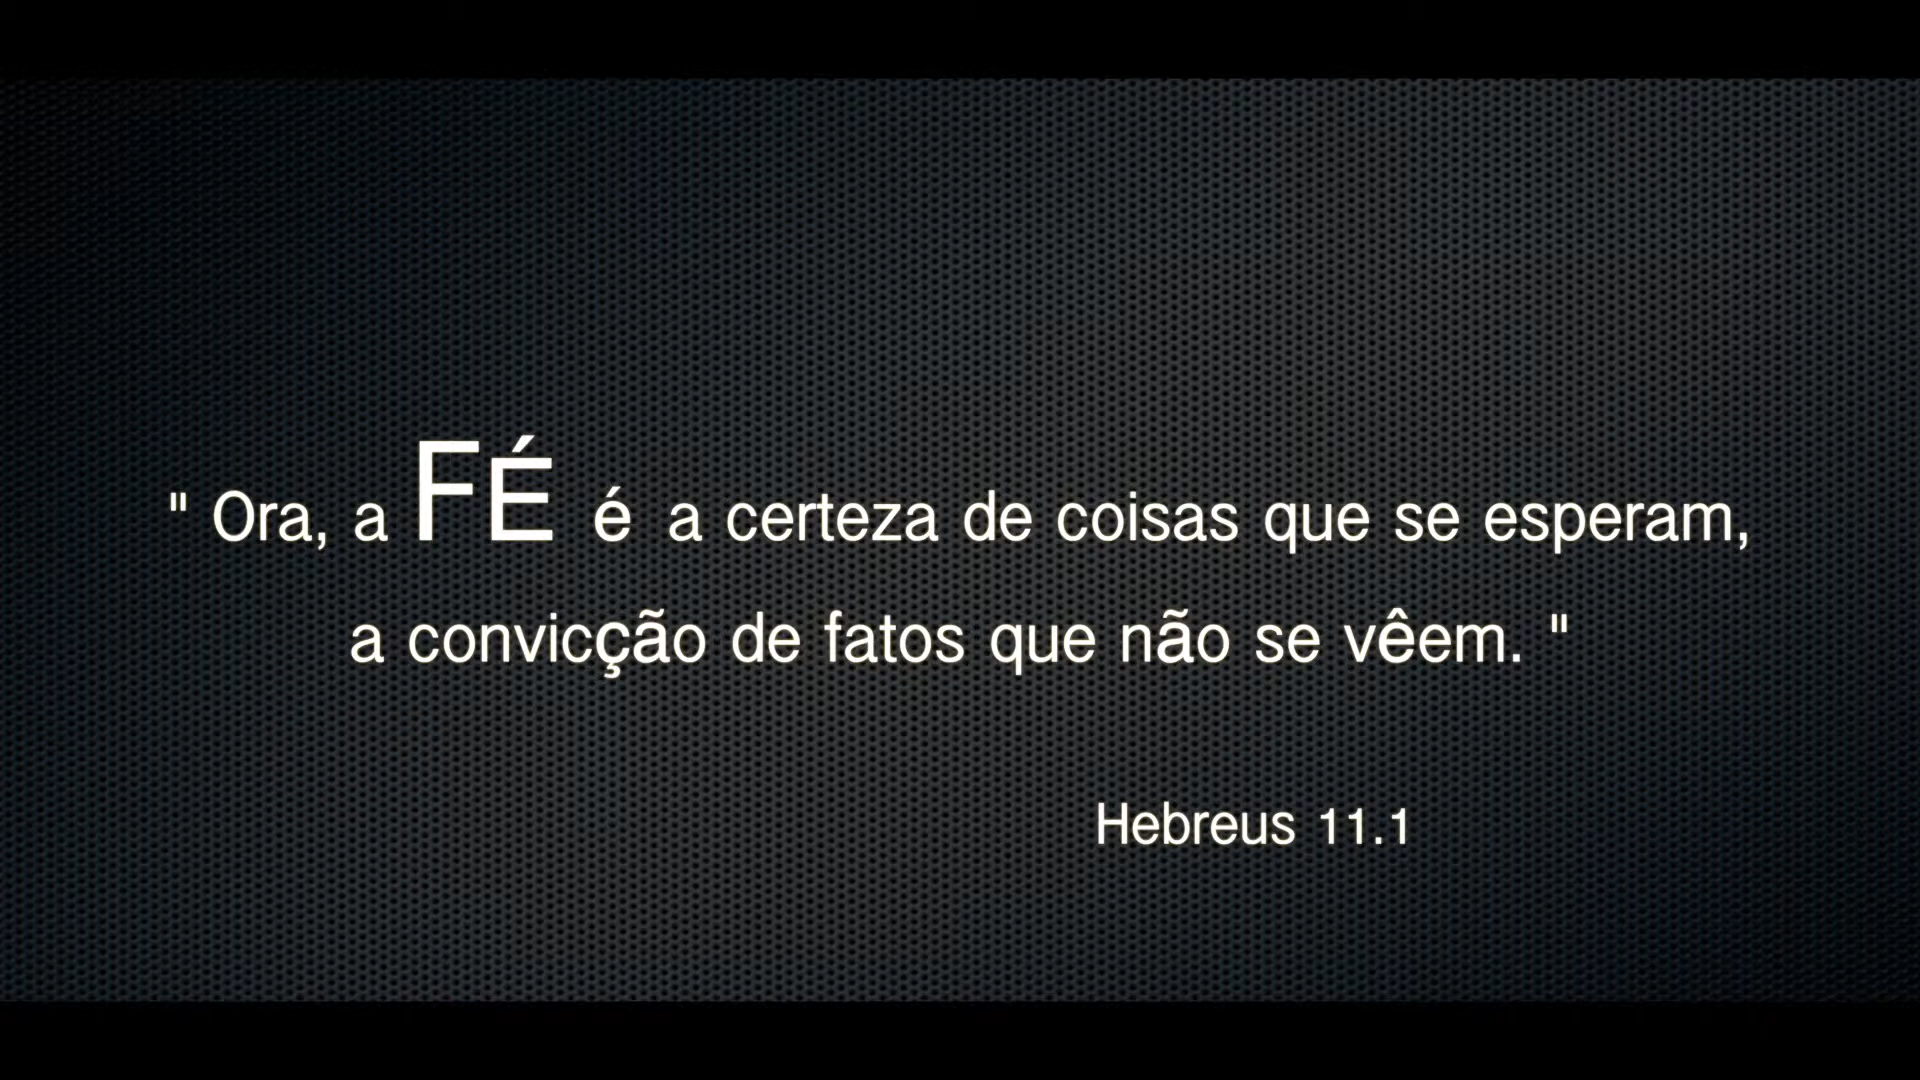 " Ora, a FÉ é a certeza de coisas que se esperam,
a convicção de fatos que não se vêem. "
Hebreus 11.1